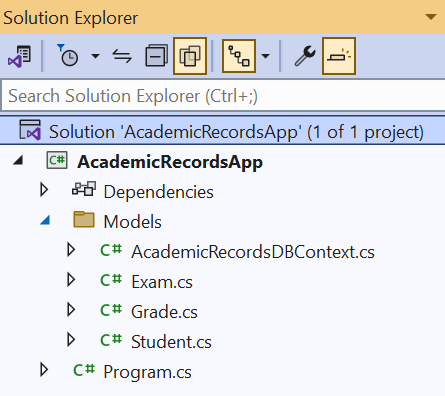 Solution Explorer
Search Solution Explorer (Ctrl+;)
Solution 'AcademicRecordsApp' (1 of 1 project)
C# AcademicRecordsApp
Dependencies
Models
C# AcademicRecordsDBContext.cs
C# Exam.cs
C# Grade.cs
C# Student.cs
C# Program.cs